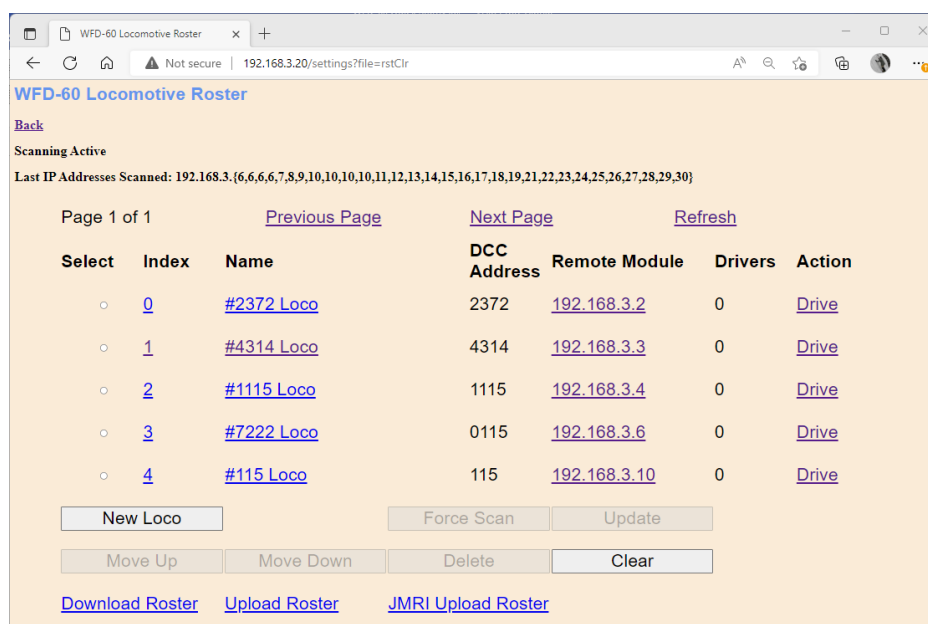 WFD-60 Locomotive Roster
Not secure 192.168.3.20/settings?file=rstClr
WFD-60 Locomotive Roster
Back
Scanning Active
Last IP Addresses Scanned: 192.168.3.{6,6,6,6,7,8,9,10,10,10,10,11,12,13,14,15,16,17,18,19,21,22,23,24,25,26,27,28,29,30}
Page 1 of 1 Previous Page Next Page Refresh
Select Index Name DCC Address Remote Module Drivers Action
0 #2372 Loco 2372 192.168.3.2 0 Drive
1 #4314 Loco 4314 192.168.3.3 0 Drive
2 #1115 Loco 1115 192.168.3.4 0 Drive
3 #7222 Loco 0115 192.168.3.6 0 Drive
4 #115 Loco 115 192.168.3.10 0 Drive
New Loco Force Scan Update
Move Up Move Down Delete Clear
Download Roster Upload Roster JMRI Upload Roster